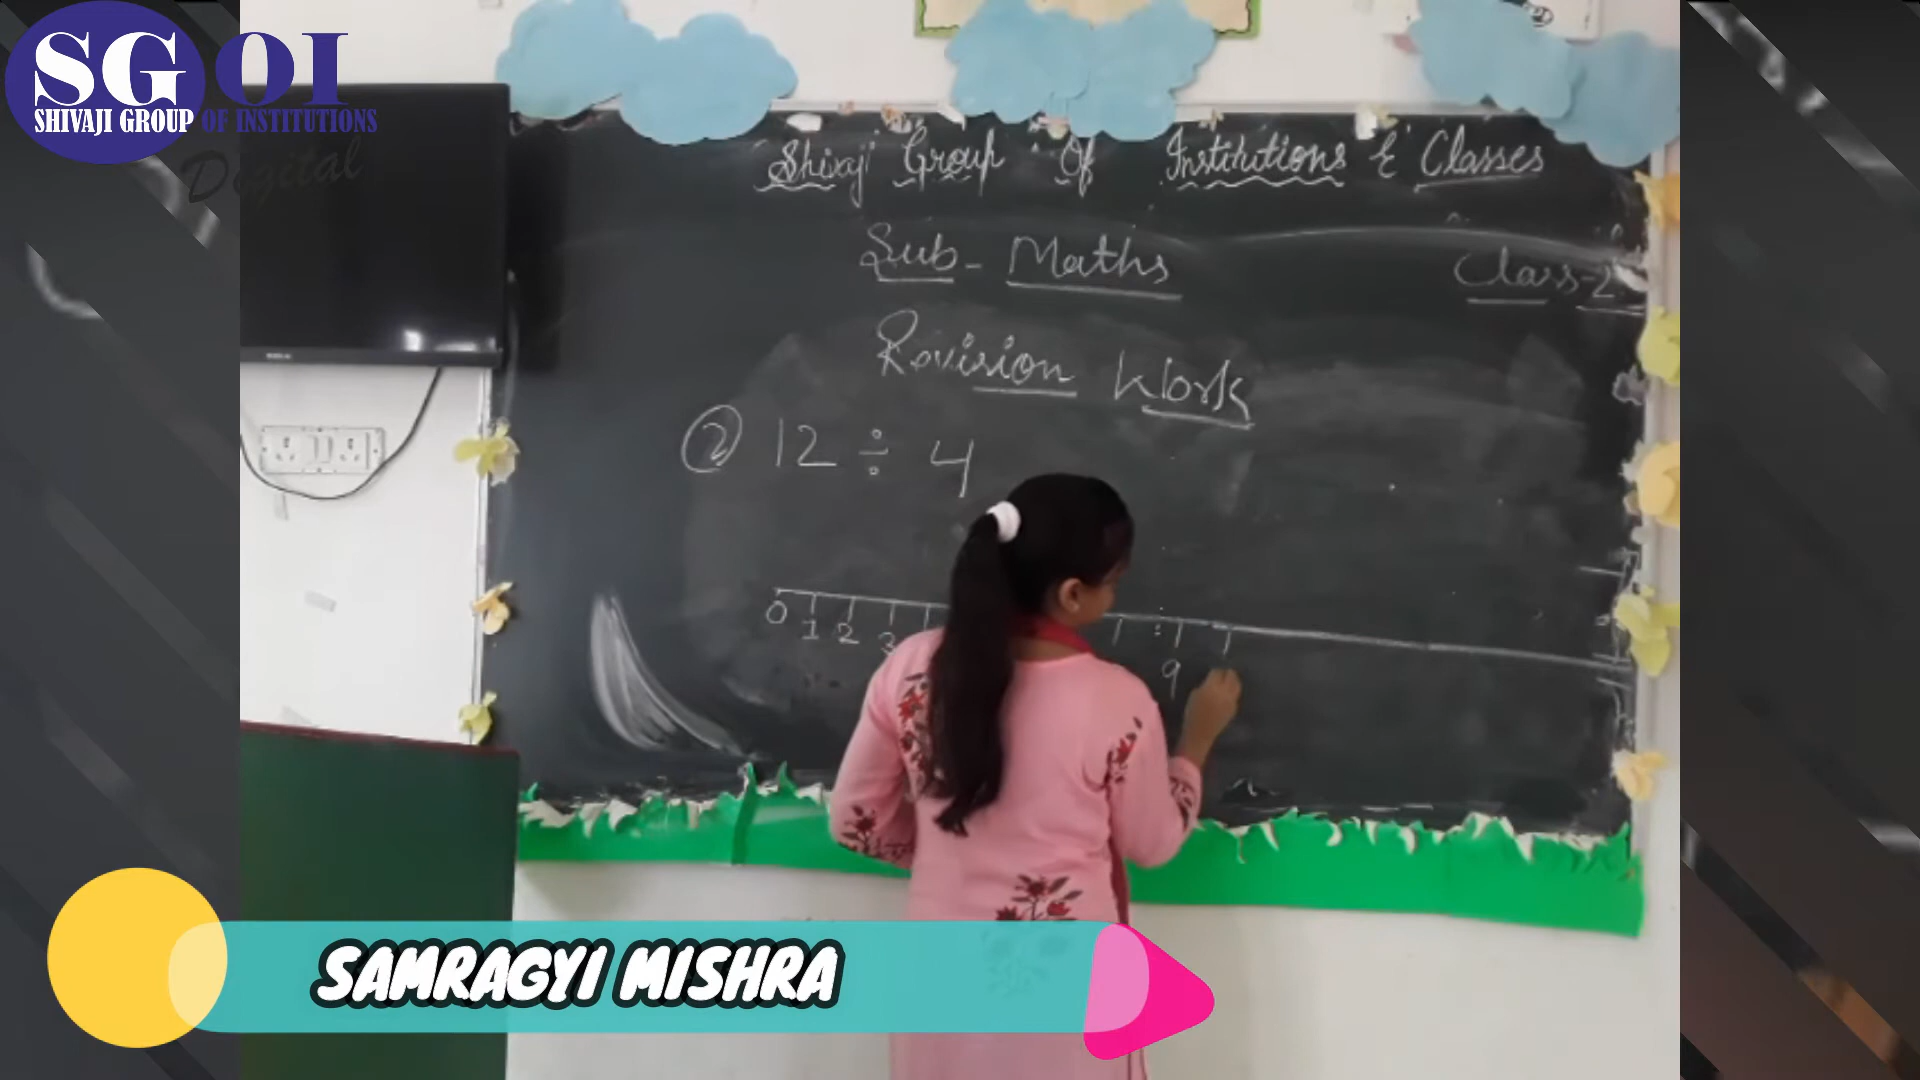 SGOI
SHIVAJI GROUP OF INSTITUTIONS
Digital
Shivaji Group Of Institutions & Classes
Sub - Maths
Class-2
Revision Work
② 12 ÷ 4
0 1 2 3 9
SAMRAGYI MISHRA